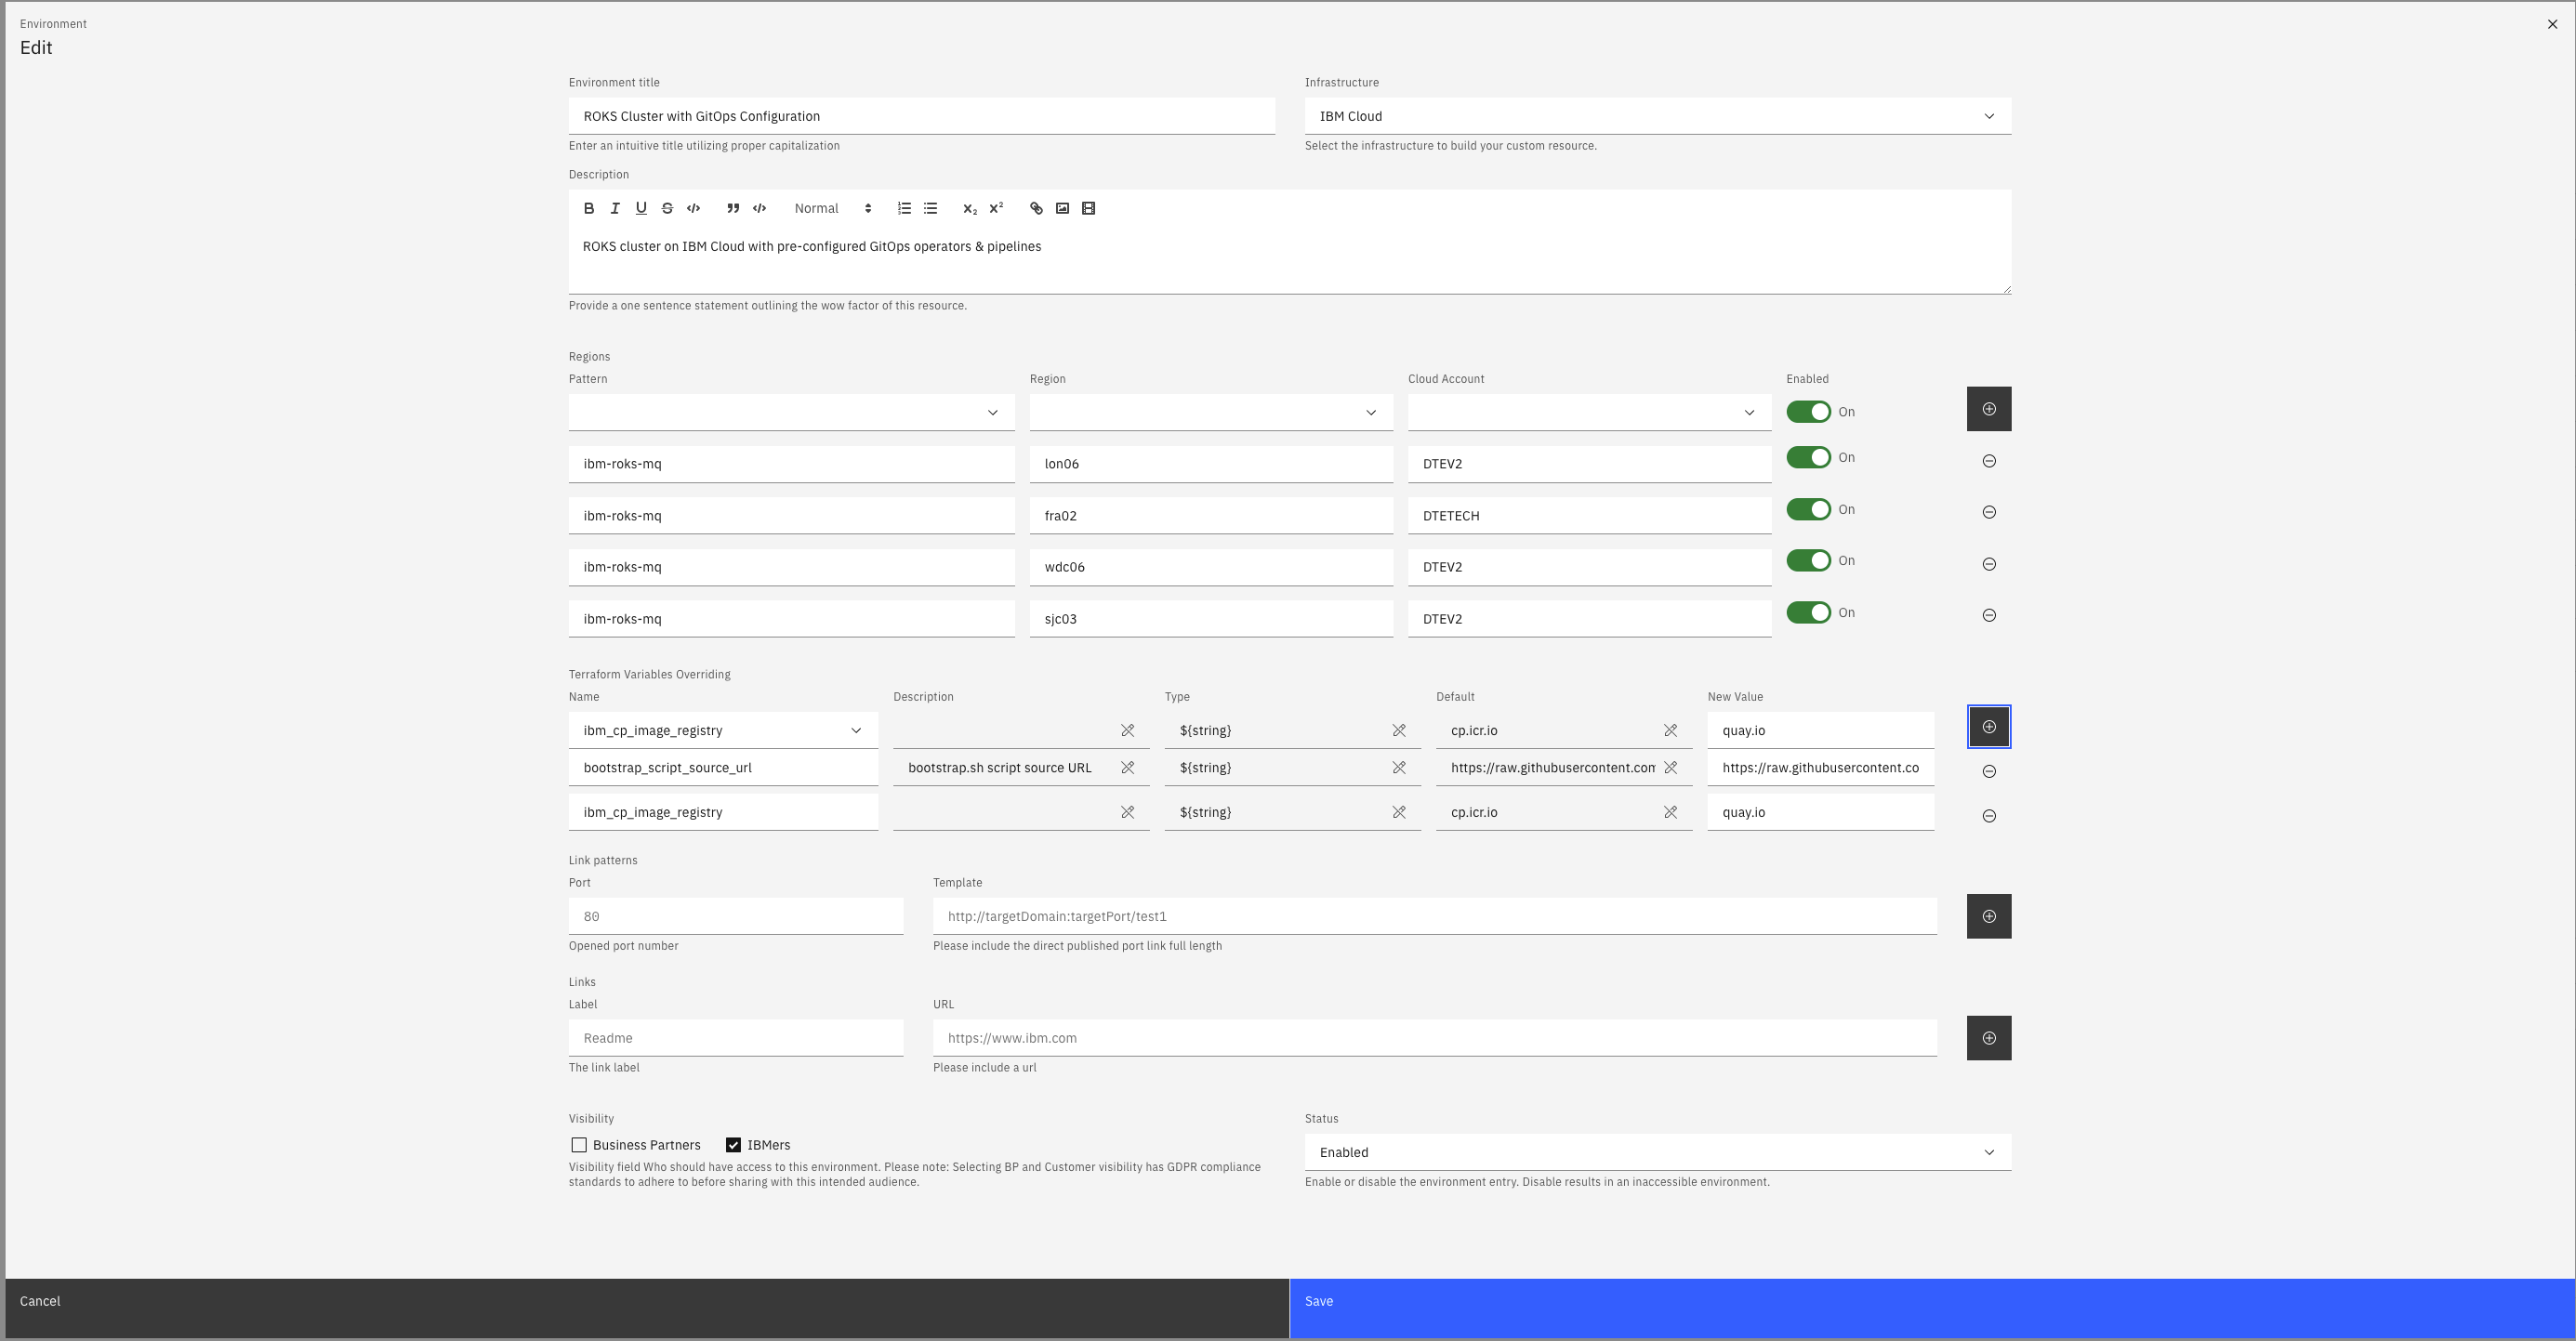 Environment
Edit
Environment title
Infrastructure
ROKS Cluster with GitOps Configuration
IBM Cloud
Enter an intuitive title utilizing proper capitalization
Select the infrastructure to build your custom resource.
Description
Normal
ROKS cluster on IBM Cloud with pre-configured GitOps operators & pipelines
Provide a one sentence statement outlining the wow factor of this resource.
Regions
Pattern Region Cloud Account Enabled
On
ibm-roks-mq lon06 DTEV2 On
ibm-roks-mq fra02 DTETECH On
ibm-roks-mq wdc06 DTEV2 On
ibm-roks-mq sjc03 DTEV2 On
Terraform Variables Overriding
Name Description Type Default New Value
ibm_cp_image_registry ${string} cp.icr.io quay.io
bootstrap_script_source_url bootstrap.sh script source URL ${string} https://raw.githubusercontent.com https://raw.githubusercontent.co
ibm_cp_image_registry ${string} cp.icr.io quay.io
Link patterns
Port Template
80 http://targetDomain:targetPort/test1
Opened port number Please include the direct published port link full length
Links
Label URL
Readme https://www.ibm.com
The link label Please include a url
Visibility
Status
Business Partners IBMers
Enabled
Visibility field Who should have access to this environment. Please note: Selecting BP and Customer visibility has GDPR compliance
standards to adhere to before sharing with this intended audience.
Enable or disable the environment entry. Disable results in an inaccessible environment.
Cancel
Save